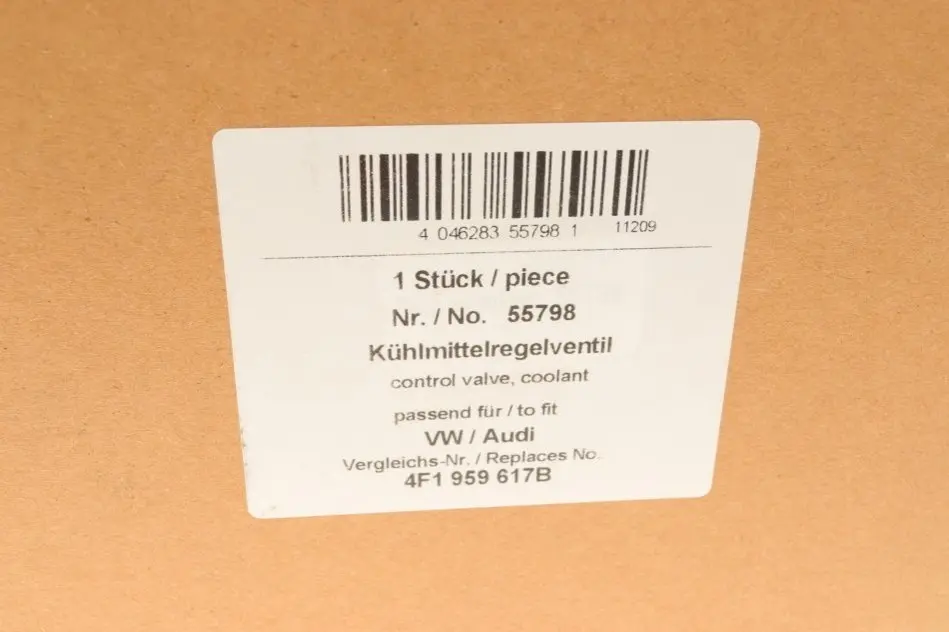 4 046283 55798 1 11209
1 Stück / piece
Nr. / No. 55798
Kühlmittelregelventil
control valve, coolant
passend für / to fit
VW / Audi
Vergleichs-Nr. / Replaces No.
4F1 959 617B